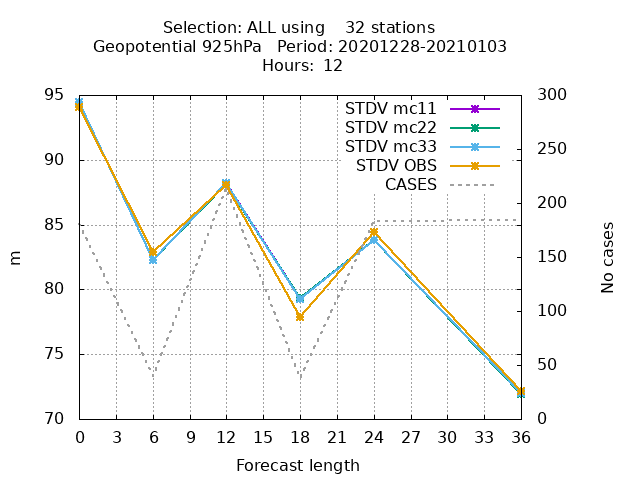 Selection: ALL using    32 stations
Geopotential 925hPa   Period: 20201228-20210103
Hours:  12
STDV mc11
STDV mc22
STDV mc33
STDV OBS
CASES
95
90
85
80
75
70
m
300
250
200
150
100
50
0
No cases
0 3 6 9 12 15 18 21 24 27 30 33 36
Forecast length